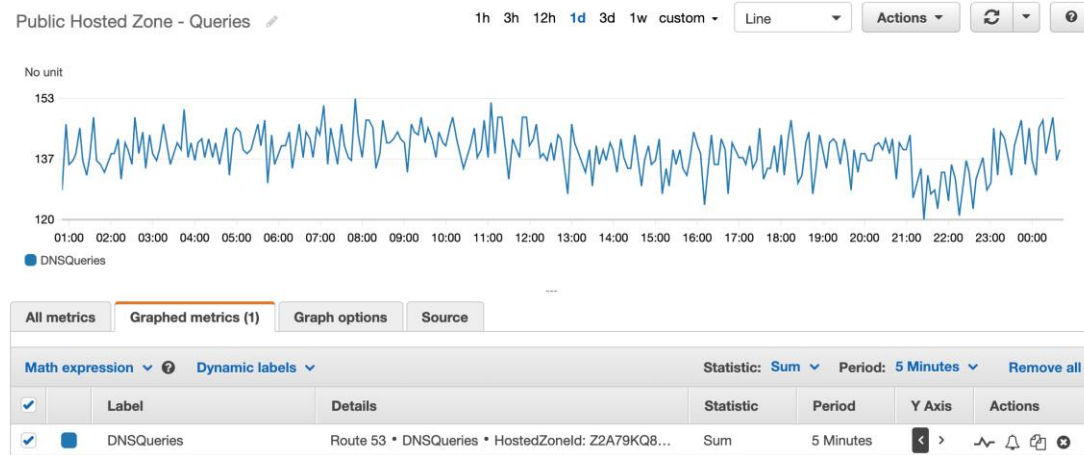 Public Hosted Zone - Queries
1h 3h 12h 1d 3d 1w custom Line Actions
No unit
153
137
120
01:00 02:00 03:00 04:00 05:00 06:00 07:00 08:00 09:00 10:00 11:00 12:00 13:00 14:00 15:00 16:00 17:00 18:00 19:00 20:00 21:00 22:00 23:00 00:00
DNSQueries
All metrics Graphed metrics (1) Graph options Source
Math expression Dynamic labels Statistic: Sum Period: 5 Minutes Remove all
Label Details Statistic Period Y Axis Actions
DNSQueries Route 53 • DNSQueries • HostedZoneId: Z2A79KQ8... Sum 5 Minutes